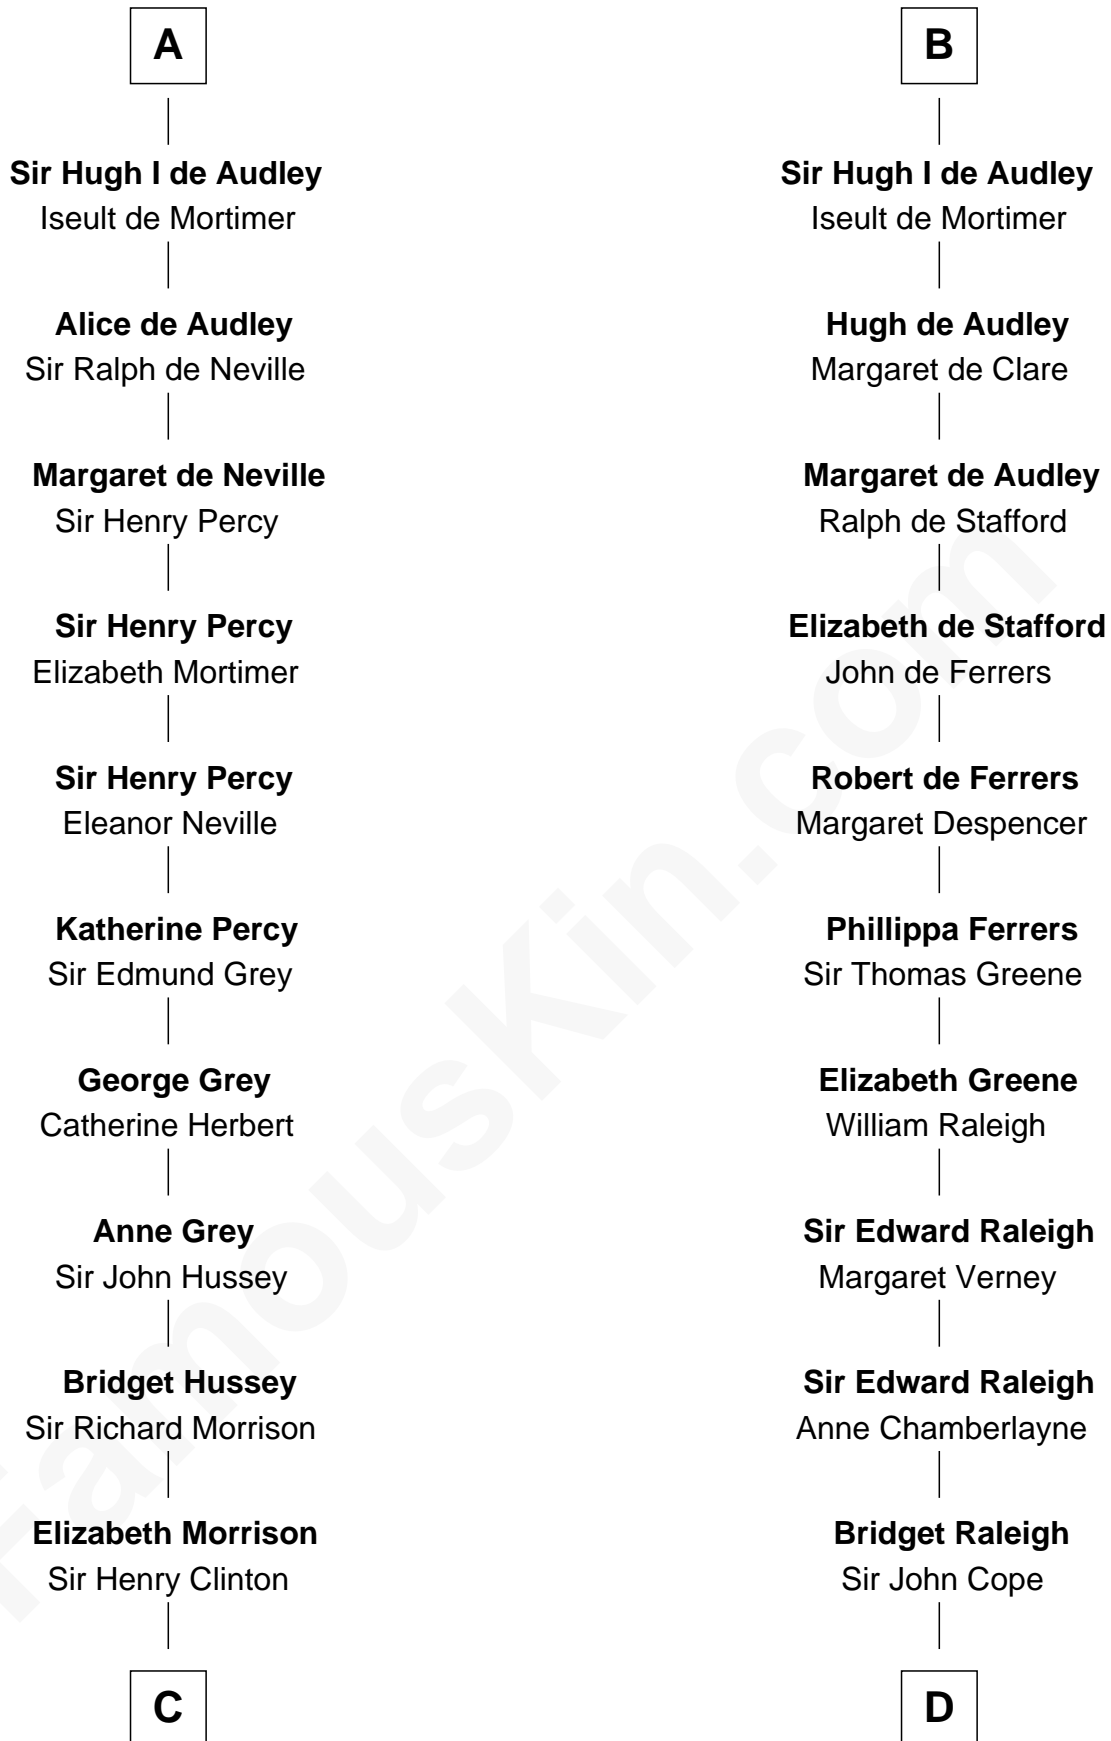 A
Sir Hugh I de Audley
Iseult de Mortimer
Alice de Audley
Sir Ralph de Neville
Margaret de Neville
Sir Henry Percy
Sir Henry Percy
Elizabeth Mortimer
Sir Henry Percy
Eleanor Neville
Katherine Percy
Sir Edmund Grey
George Grey
Catherine Herbert
Anne Grey
Sir John Hussey
Bridget Hussey
Sir Richard Morrison
Elizabeth Morrison
Sir Henry Clinton
C
B
Sir Hugh I de Audley
Iseult de Mortimer
Hugh de Audley
Margaret de Clare
Margaret de Audley
Ralph de Stafford
Elizabeth de Stafford
John de Ferrers
Robert de Ferrers
Margaret Despencer
Phillippa Ferrers
Sir Thomas Greene
Elizabeth Greene
William Raleigh
Sir Edward Raleigh
Margaret Verney
Sir Edward Raleigh
Anne Chamberlayne
Bridget Raleigh
Sir John Cope
D
FamousKin.com